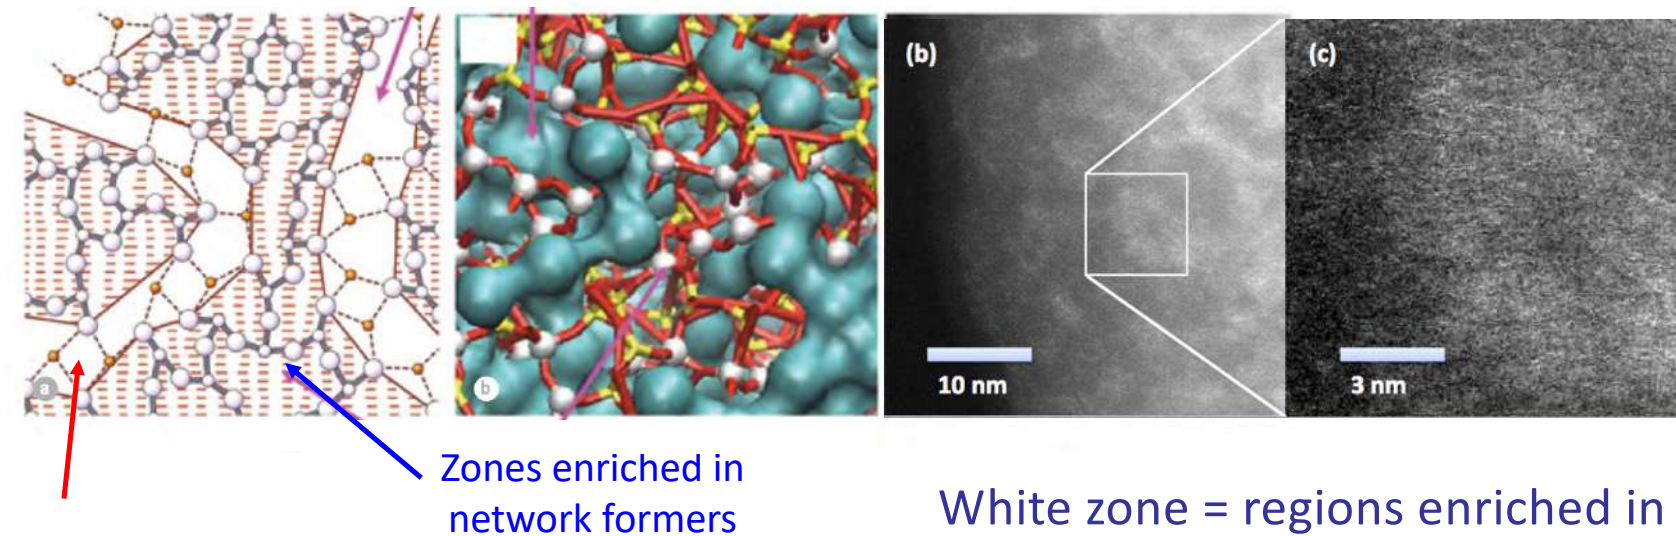 a
b
(b)
10 nm
(c)
3 nm
Zones enriched in
network formers
White zone = regions enriched in